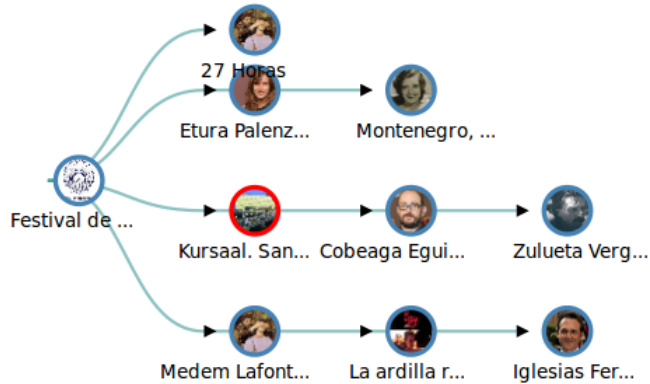 27 Horas
Etura Palenz...
Montenegro, ...
Festival de ...
Kursaal. San...
Cobeaga Egui...
Zulueta Verg...
Medem Lafont...
La ardilla r...
Iglesias Fer...